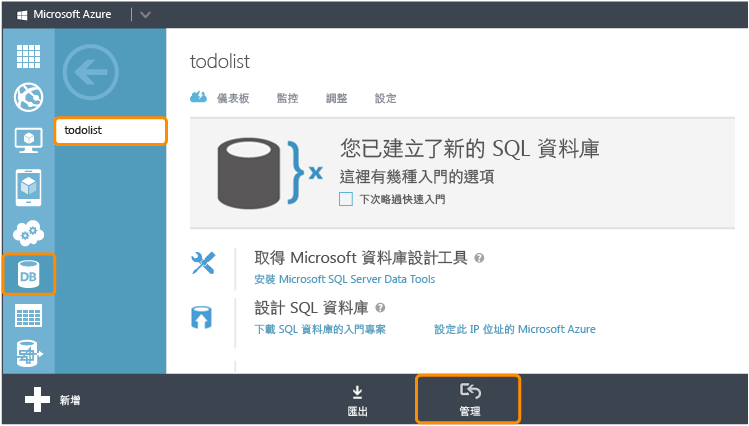 Microsoft Azure
todolist
儀表板 監控 調整 設定
todolist
您已建立了新的 SQL 資料庫
這裡有幾種入門的選項
下次略過快速入門
取得 Microsoft 資料庫設計工具 ?
安裝 Microsoft SQL Server Data Tools
DB
設計 SQL 資料庫 ?
下載 SQL 資料庫的入門專案 設定此 IP 位址的 Microsoft Azure
新增 匯出 管理